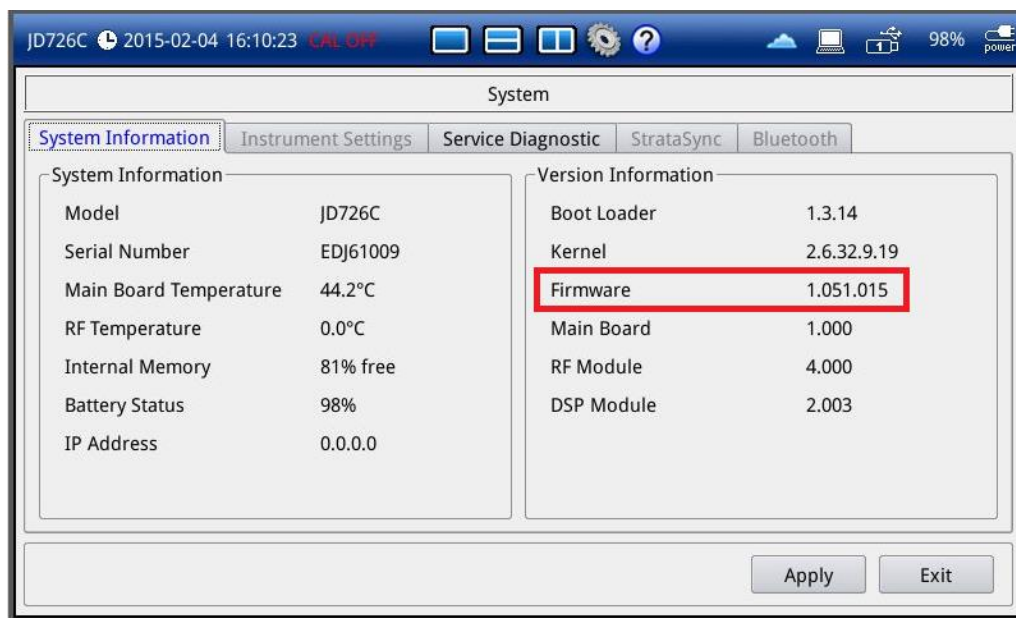 JD726C 2015-02-04 16:10:23 CAL OFF 98% power
System
System Information Instrument Settings Service Diagnostic StrataSync Bluetooth
System Information
Model JD726C
Serial Number EDJ61009
Main Board Temperature 44.2°C
RF Temperature 0.0°C
Internal Memory 81% free
Battery Status 98%
IP Address 0.0.0.0
Version Information
Boot Loader 1.3.14
Kernel 2.6.32.9.19
Firmware 1.051.015
Main Board 1.000
RF Module 4.000
DSP Module 2.003
Apply Exit